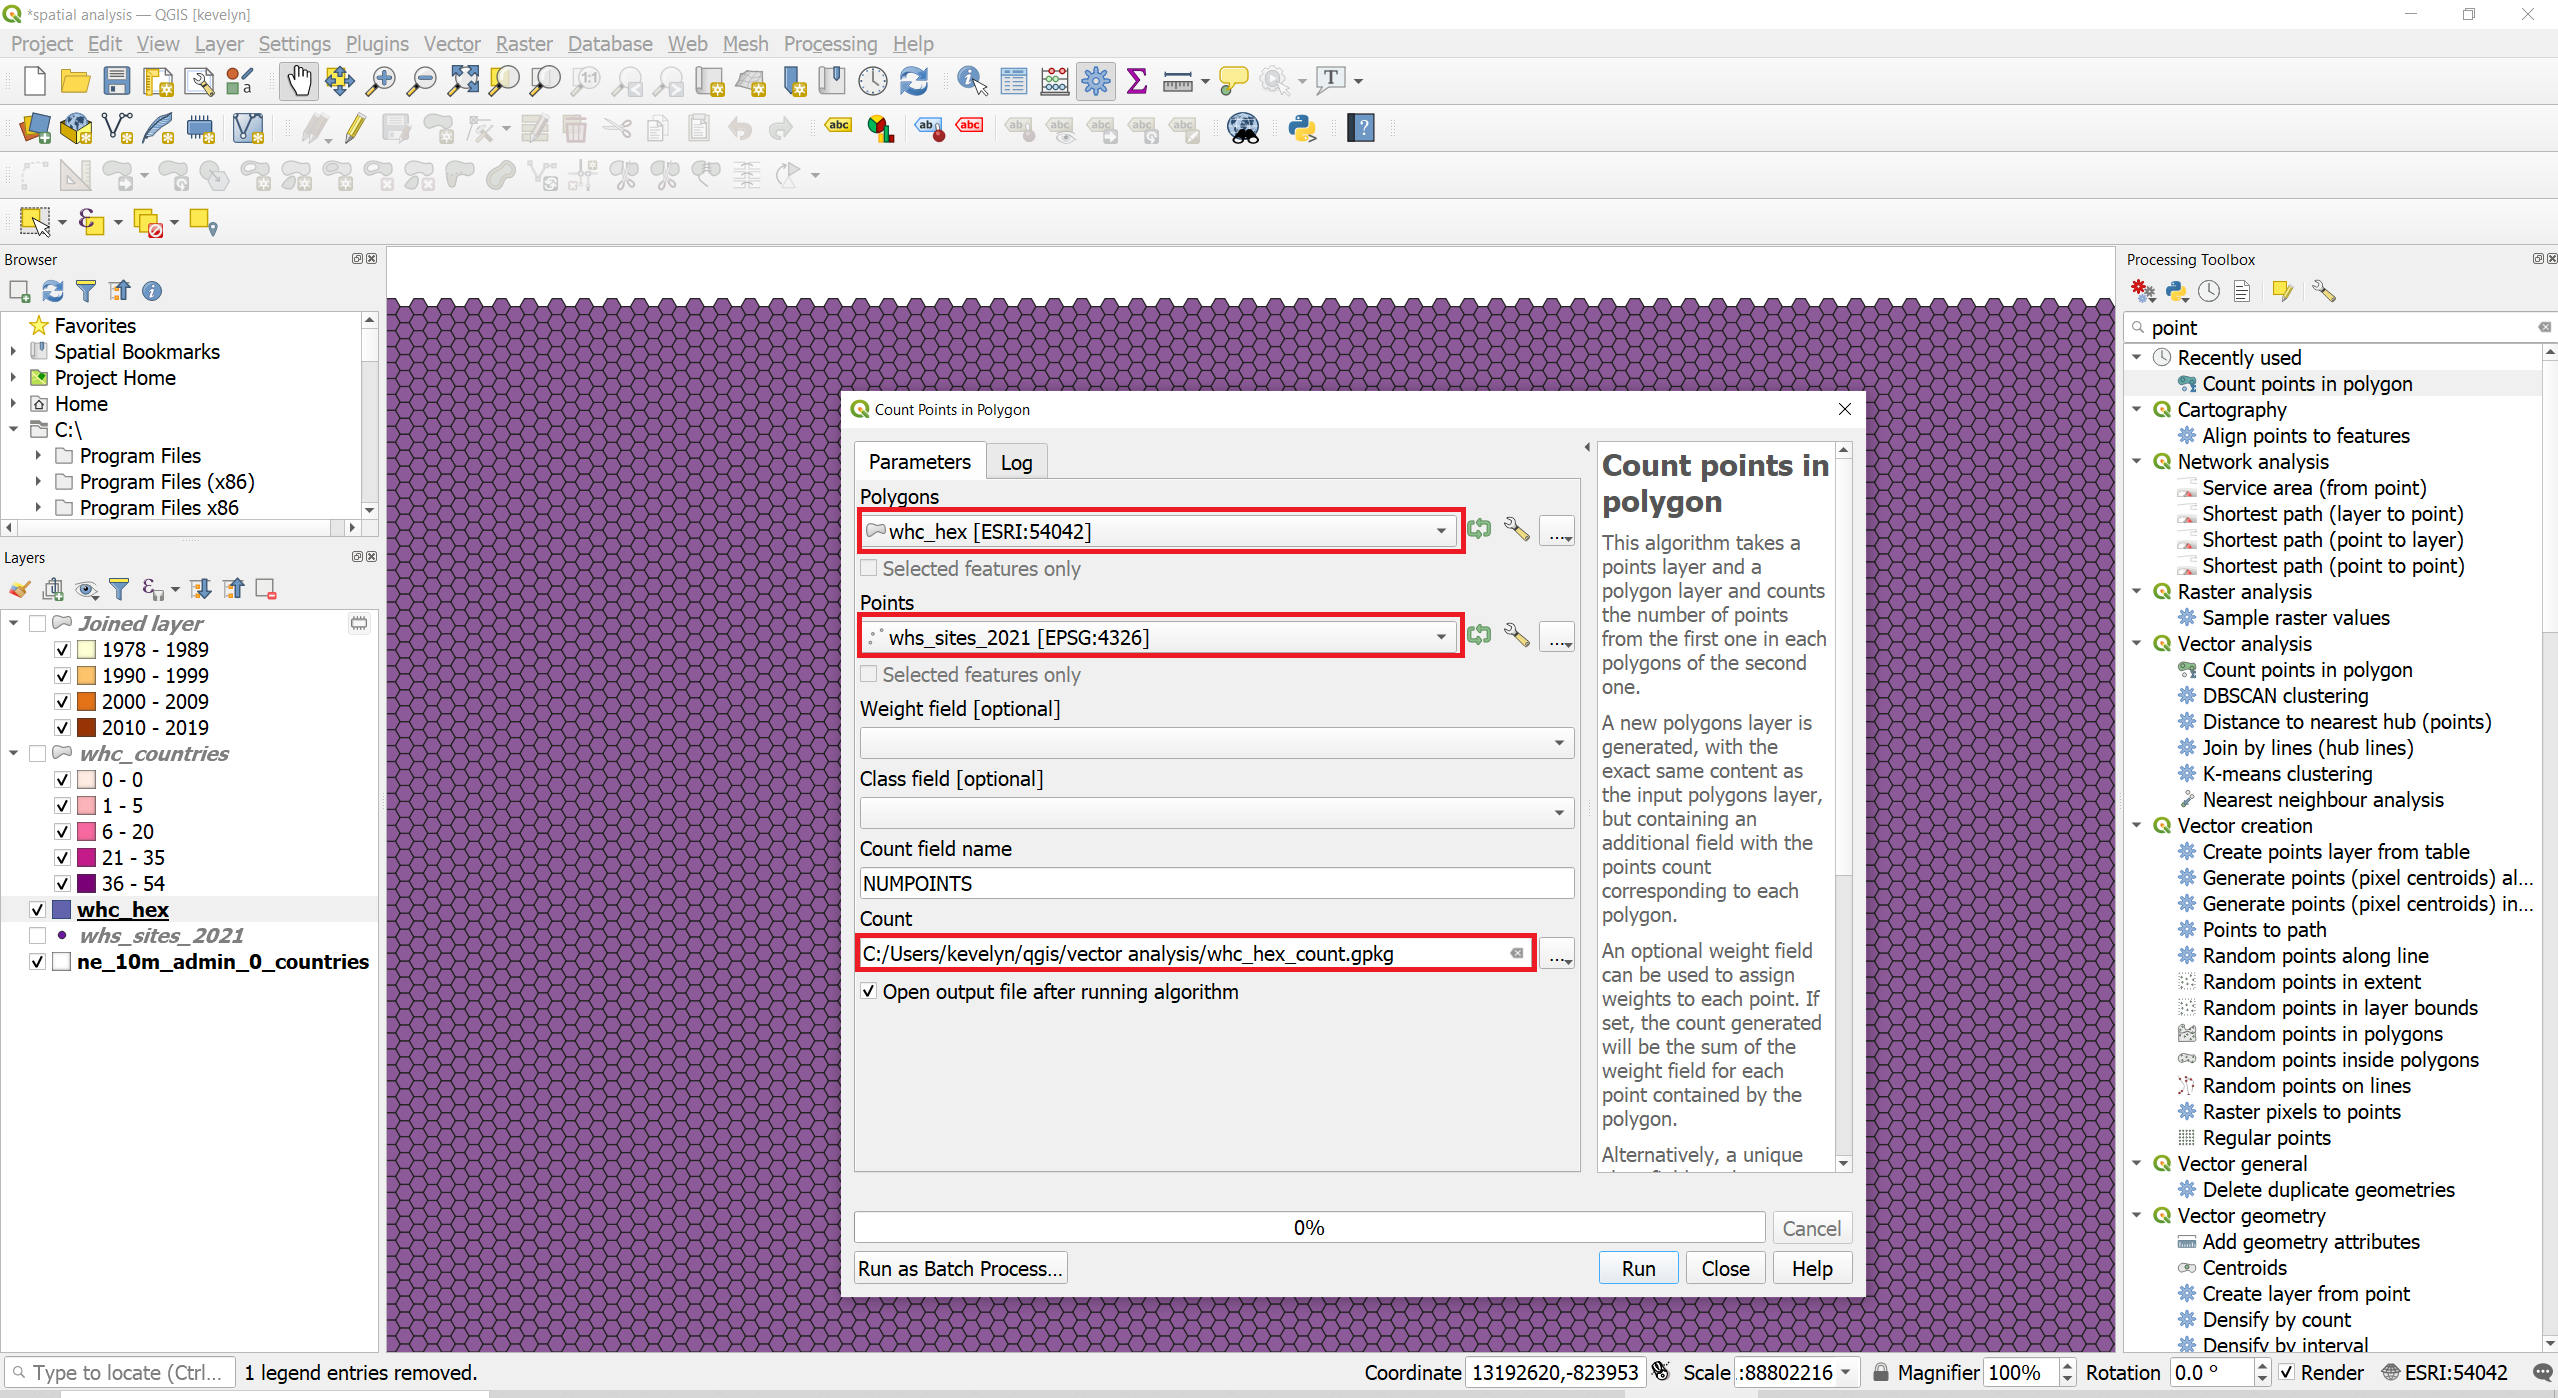 *spatial analysis — QGIS [kevelyn]
Project Edit View Layer Settings Plugins Vector Raster Database Web Mesh Processing Help
Browser
Favorites
Spatial Bookmarks
Project Home
Home
C:\
Program Files
Program Files (x86)
Program Files x86
Layers
Joined layer
1978 - 1989
1990 - 1999
2000 - 2009
2010 - 2019
whc_countries
0 - 0
1 - 5
6 - 20
21 - 35
36 - 54
whc_hex
whs_sites_2021
ne_10m_admin_0_countries
Count Points in Polygon
Parameters Log
Polygons
whc_hex [ESRI:54042]
...
Selected features only
Points
whs_sites_2021 [EPSG:4326]
...
Selected features only
Weight field [optional]
Class field [optional]
Count field name
NUMPOINTS
Count
C:/Users/kevelyn/qgis/vector analysis/whc_hex_count.gpkg
...
Open output file after running algorithm
Count points in
polygon
This algorithm takes a
points layer and a
polygon layer and counts
the number of points
from the first one in each
polygons of the second
one.
A new polygons layer is
generated, with the
exact same content as
the input polygons layer,
but containing an
additional field with the
points count
corresponding to each
polygon.
An optional weight field
can be used to assign
weights to each point. If
set, the count generated
will be the sum of the
weight field for each
point contained by the
polygon.
Alternatively, a unique
0%
Cancel
Run as Batch Process...
Run
Close
Help
Processing Toolbox
point
Recently used
Count points in polygon
Cartography
Align points to features
Network analysis
Service area (from point)
Shortest path (layer to point)
Shortest path (point to layer)
Shortest path (point to point)
Raster analysis
Sample raster values
Vector analysis
Count points in polygon
DBSCAN clustering
Distance to nearest hub (points)
Join by lines (hub lines)
K-means clustering
Nearest neighbour analysis
Vector creation
Create points layer from table
Generate points (pixel centroids) al...
Generate points (pixel centroids) in...
Points to path
Random points along line
Random points in extent
Random points in layer bounds
Random points in polygons
Random points inside polygons
Random points on lines
Raster pixels to points
Regular points
Vector general
Delete duplicate geometries
Vector geometry
Add geometry attributes
Centroids
Create layer from point
Densify by count
Densify by interval
Type to locate (Ctrl...
1 legend entries removed.
Coordinate 13192620,-823953
Scale :88802216
Magnifier 100%
Rotation 0.0 °
Render
ESRI:54042